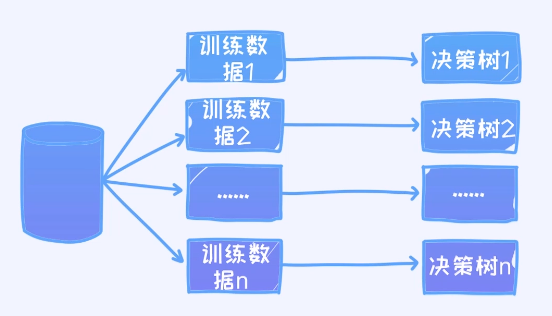 训练数
据1
决策树1
训练数
据2
决策树2
......
......
训练数
据n
决策树n